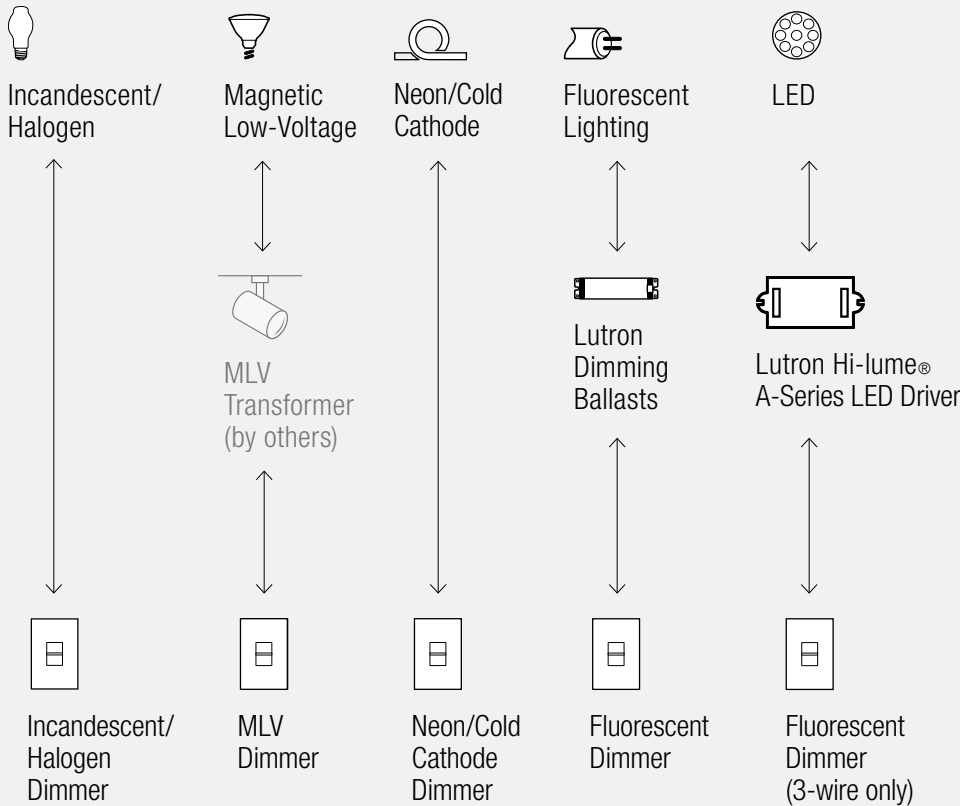 Incandescent/
Halogen
Magnetic
Low-Voltage
Neon/Cold
Cathode
Fluorescent
Lighting
LED
MLV
Transformer
(by others)
Lutron
Dimming
Ballasts
Lutron Hi-lume®
A-Series LED Driver
Incandescent/
Halogen
Dimmer
MLV
Dimmer
Neon/Cold
Cathode
Dimmer
Fluorescent
Dimmer
Fluorescent
Dimmer
(3-wire only)